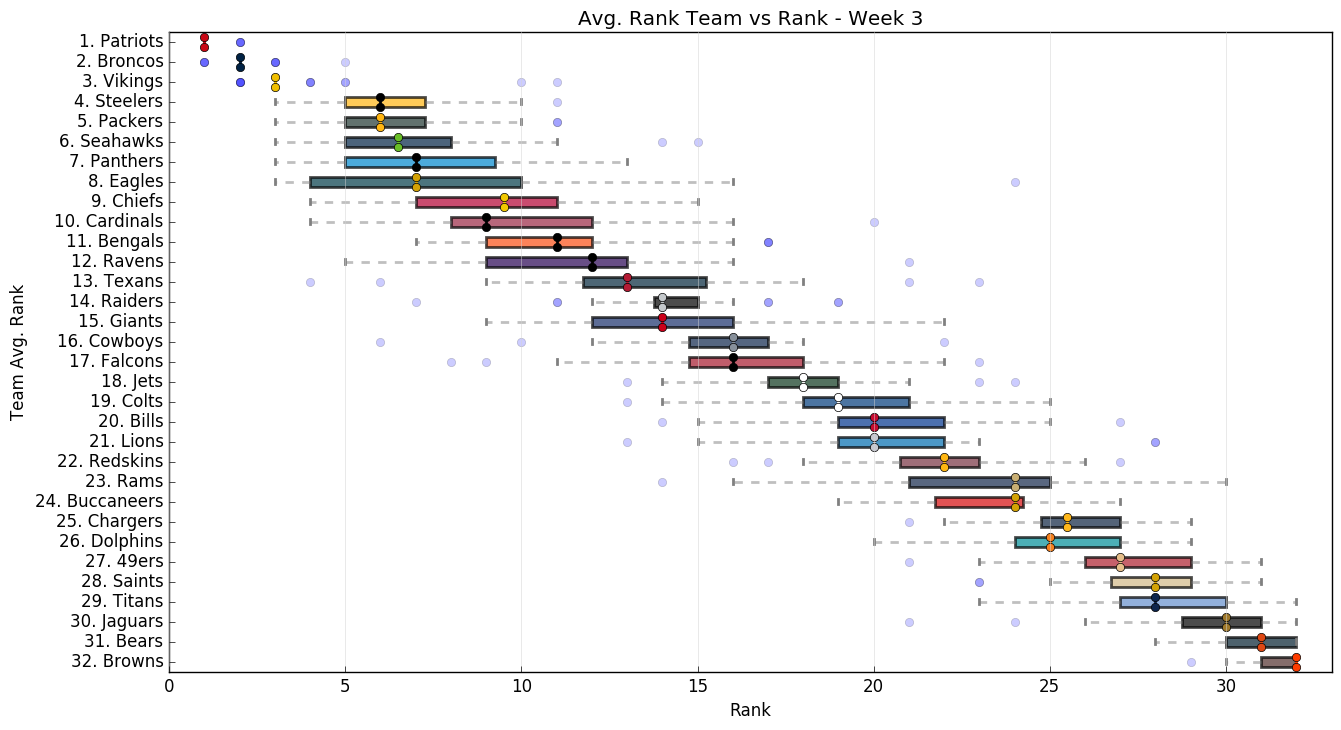 Avg. Rank Team vs Rank - Week 3
1. Patriots
2. Broncos
3. Vikings
4. Steelers
5. Packers
6. Seahawks
7. Panthers
8. Eagles
9. Chiefs
10. Cardinals
11. Bengals
12. Ravens
13. Texans
14. Raiders
15. Giants
16. Cowboys
17. Falcons
18. Jets
19. Colts
20. Bills
21. Lions
22. Redskins
23. Rams
24. Buccaneers
25. Chargers
26. Dolphins
27. 49ers
28. Saints
29. Titans
30. Jaguars
31. Bears
32. Browns
Team Avg. Rank
0 5 10 15 20 25 30
Rank